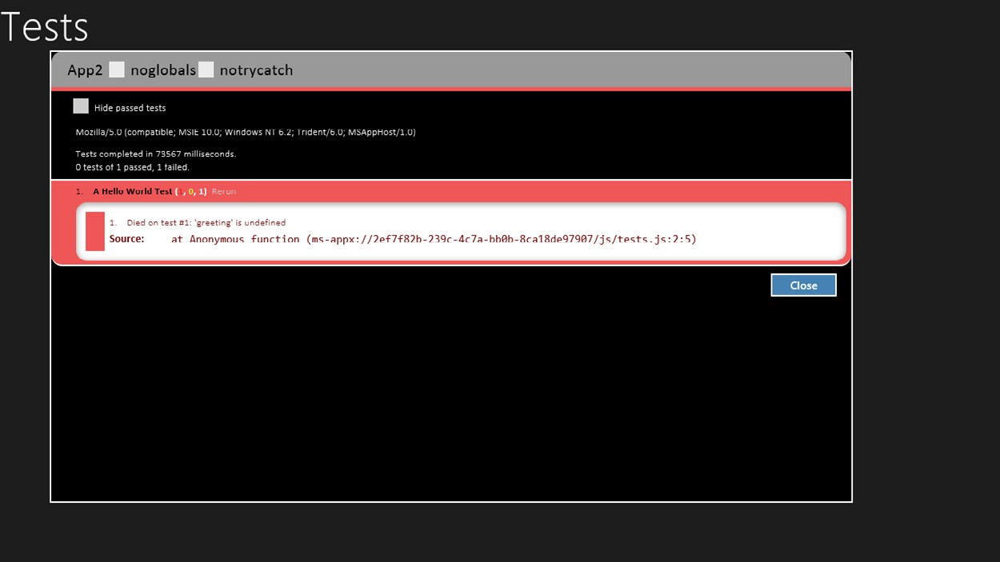 Tests
App2 noglobals notrycatch
Hide passed tests
Mozilla/5.0 (compatible; MSIE 10.0; Windows NT 6.2; Trident/6.0; MSAppHost/1.0)
Tests completed in 73567 milliseconds.
0 tests of 1 passed, 1 failed.
1. A Hello World Test (1, 0, 1) Rerun
1. Died on test #1: 'greeting' is undefined
Source: at Anonymous function (ms-appx://2ef7f82b-239c-4c7a-bb0b-8ca18de97907/js/tests.js:2:5)
Close